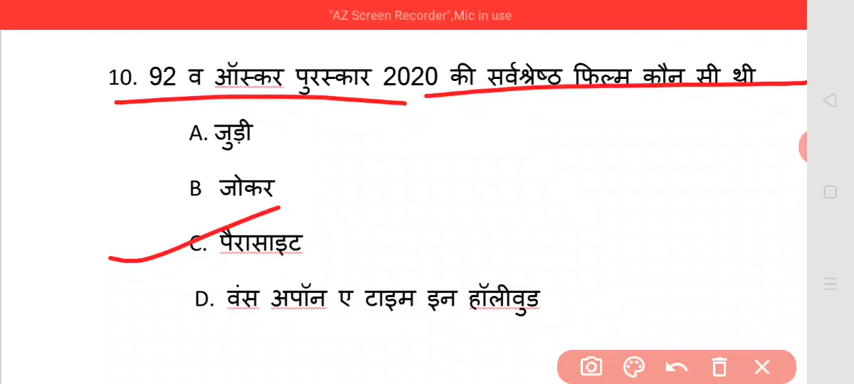 "AZ Screen Recorder",Mic in use
10. 92 व ऑस्कर पुरस्कार 2020 की सर्वश्रेष्ठ फिल्म कौन सी थी
A. जुड़ी
B जोकर
C. पैरासाइट
D. वंस अपॉन ए टाइम इन हॉलीवुड